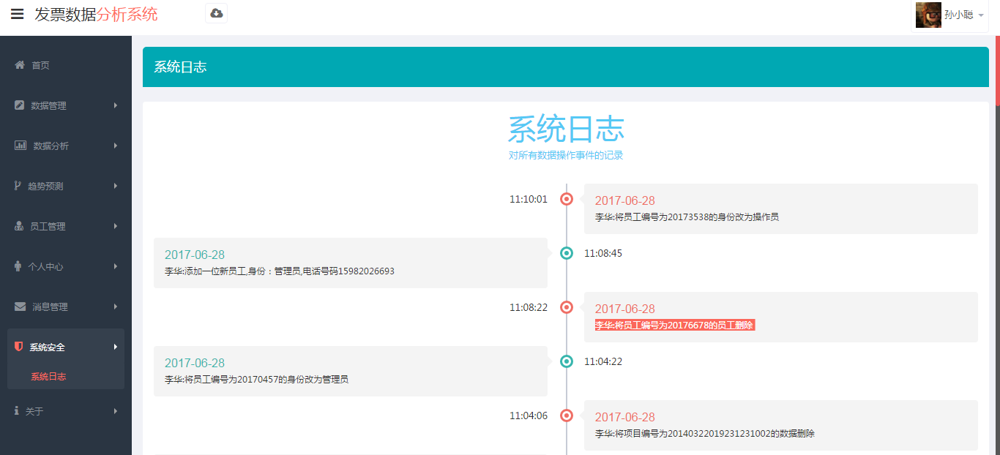 发票数据分析系统
孙小聪
首页
数据管理
数据分析
趋势预测
员工管理
个人中心
消息管理
系统安全
系统日志
关于
系统日志
系统日志
对所有数据操作事件的记录
11:10:01
2017-06-28
李华:将员工编号为20173538的身份改为操作员
2017-06-28
李华:添加一位新员工,身份：管理员,电话号码15982026693
11:08:45
11:08:22
2017-06-28
李华:将员工编号为20176678的员工删除
2017-06-28
李华:将员工编号为20170457的身份改为管理员
11:04:22
11:04:06
2017-06-28
李华:将项目编号为20140322019231231002的数据删除